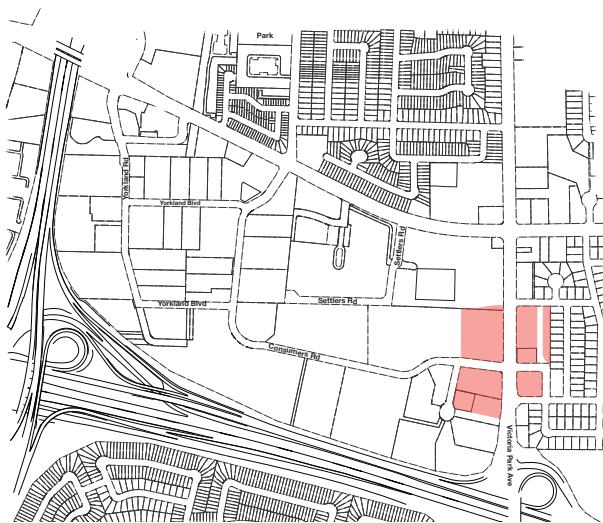 Park
Yorkland Rd
Yorkland Blvd
Settlers Rd
Yorkland Blvd
Settlers Rd
Consumers Rd
Victoria Park Ave